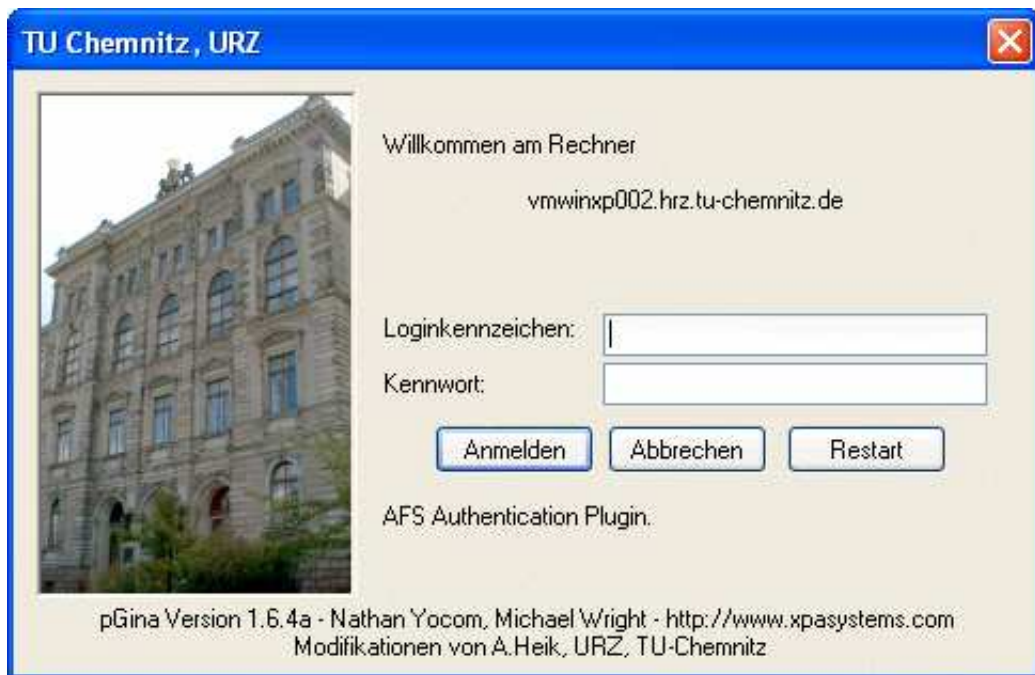 TU Chemnitz, URZ
Willkommen am Rechner
vmwinxp002.hrz.tu-chemnitz.de
Loginkennzeichen:
Kennwort:
Anmelden Abbrechen Restart
AFS Authentication Plugin.
pGina Version 1.6.4a - Nathan Yocom, Michael Wright - http://www.xpasystems.com
Modifikationen von A.Heik, URZ, TU-Chemnitz